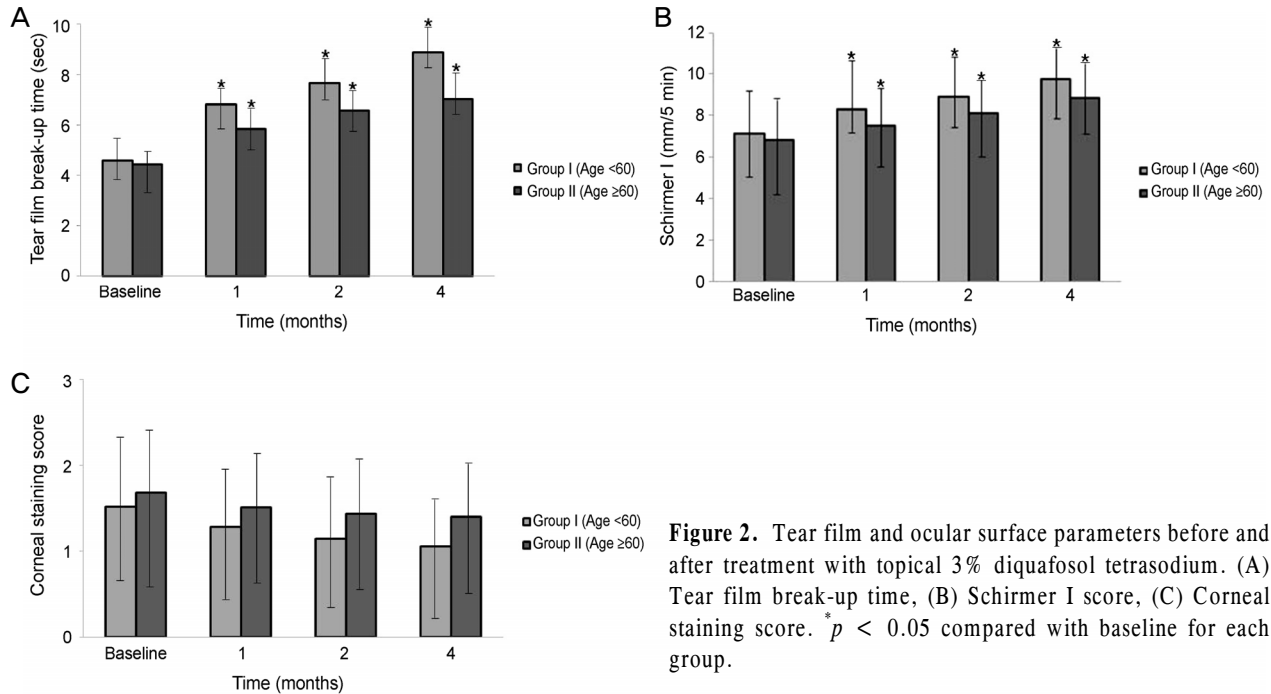 A
Tear film break-up time (sec)
10
8
6
4
2
0
* * * * * *
Baseline 1 2 4
Time (months)
Group I (Age <60)
Group II (Age ≥60)
B
Schirmer I (mm/5 min)
12
10
8
6
4
2
0
* * * * * *
Baseline 1 2 4
Time (months)
Group I (Age <60)
Group II (Age ≥60)
C
Corneal staining score
3
2
1
0
Baseline 1 2 4
Time (months)
Group I (Age <60)
Group II (Age ≥60)
Figure 2. Tear film and ocular surface parameters before and
after treatment with topical 3% diquafosol tetrasodium. (A)
Tear film break-up time, (B) Schirmer I score, (C) Corneal
staining score. *p < 0.05 compared with baseline for each
group.